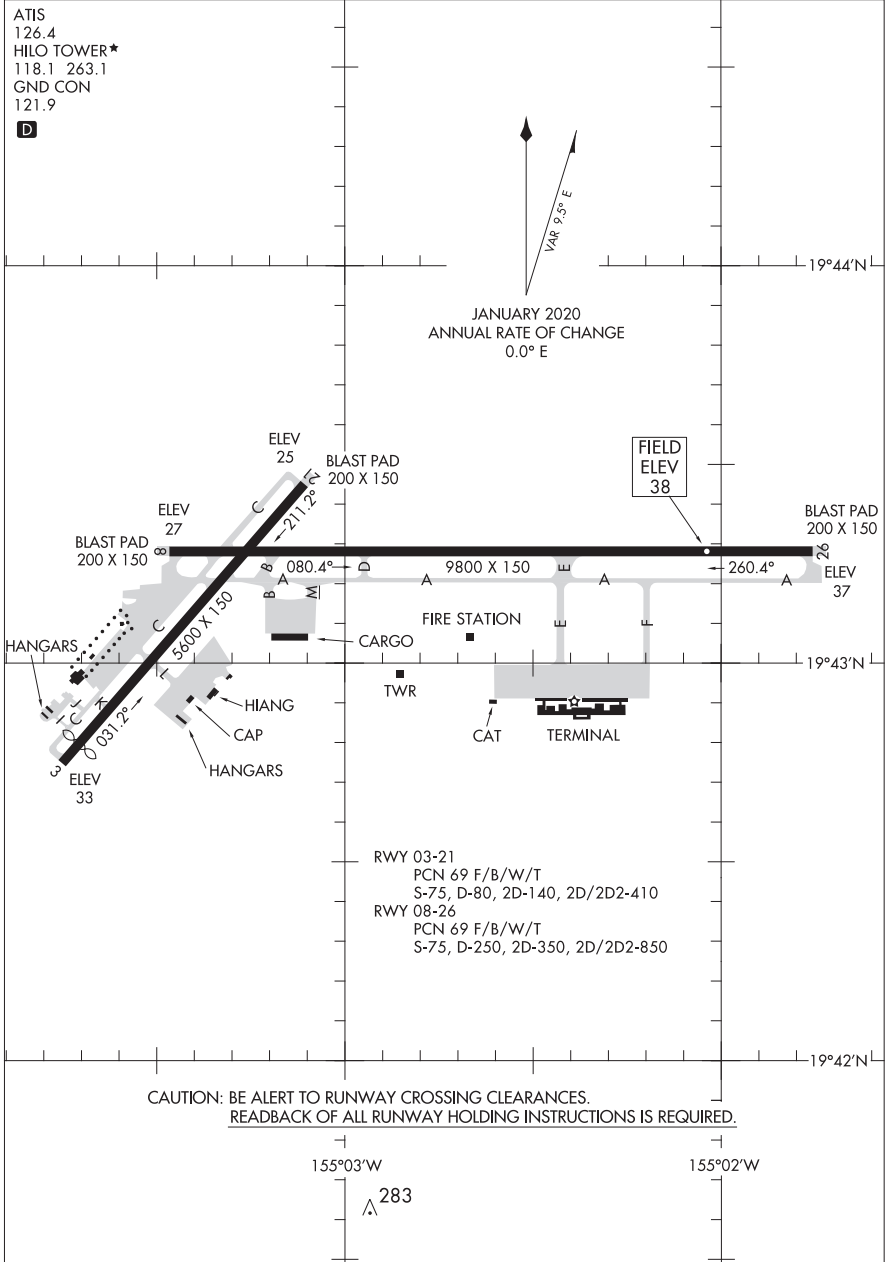 ATIS
126.4
HILO TOWER★
118.1 263.1
GND CON
121.9
D
VAR 9.5° E
19°44'N
JANUARY 2020
ANNUAL RATE OF CHANGE
0.0° E
ELEV
25
21
BLAST PAD
200 X 150
211.2°
C
FIELD
ELEV
38
ELEV
27
BLAST PAD
200 X 150
8
BLAST PAD
200 X 150
26
ELEV
37
B
080.4°
D
9800 X 150
E
260.4°
A
A
A
A
B
M
5600 X 150
C
E
F
FIRE STATION
CARGO
HANGARS
19°43'N
L
TWR
HIANG
CAP
HANGARS
CAT
TERMINAL
J
K
I
C
031.2°
3
ELEV
33
RWY 03-21
PCN 69 F/B/W/T
S-75, D-80, 2D-140, 2D/2D2-410
RWY 08-26
PCN 69 F/B/W/T
S-75, D-250, 2D-350, 2D/2D2-850
19°42'N
CAUTION: BE ALERT TO RUNWAY CROSSING CLEARANCES.
READBACK OF ALL RUNWAY HOLDING INSTRUCTIONS IS REQUIRED.
155°03'W
155°02'W
283